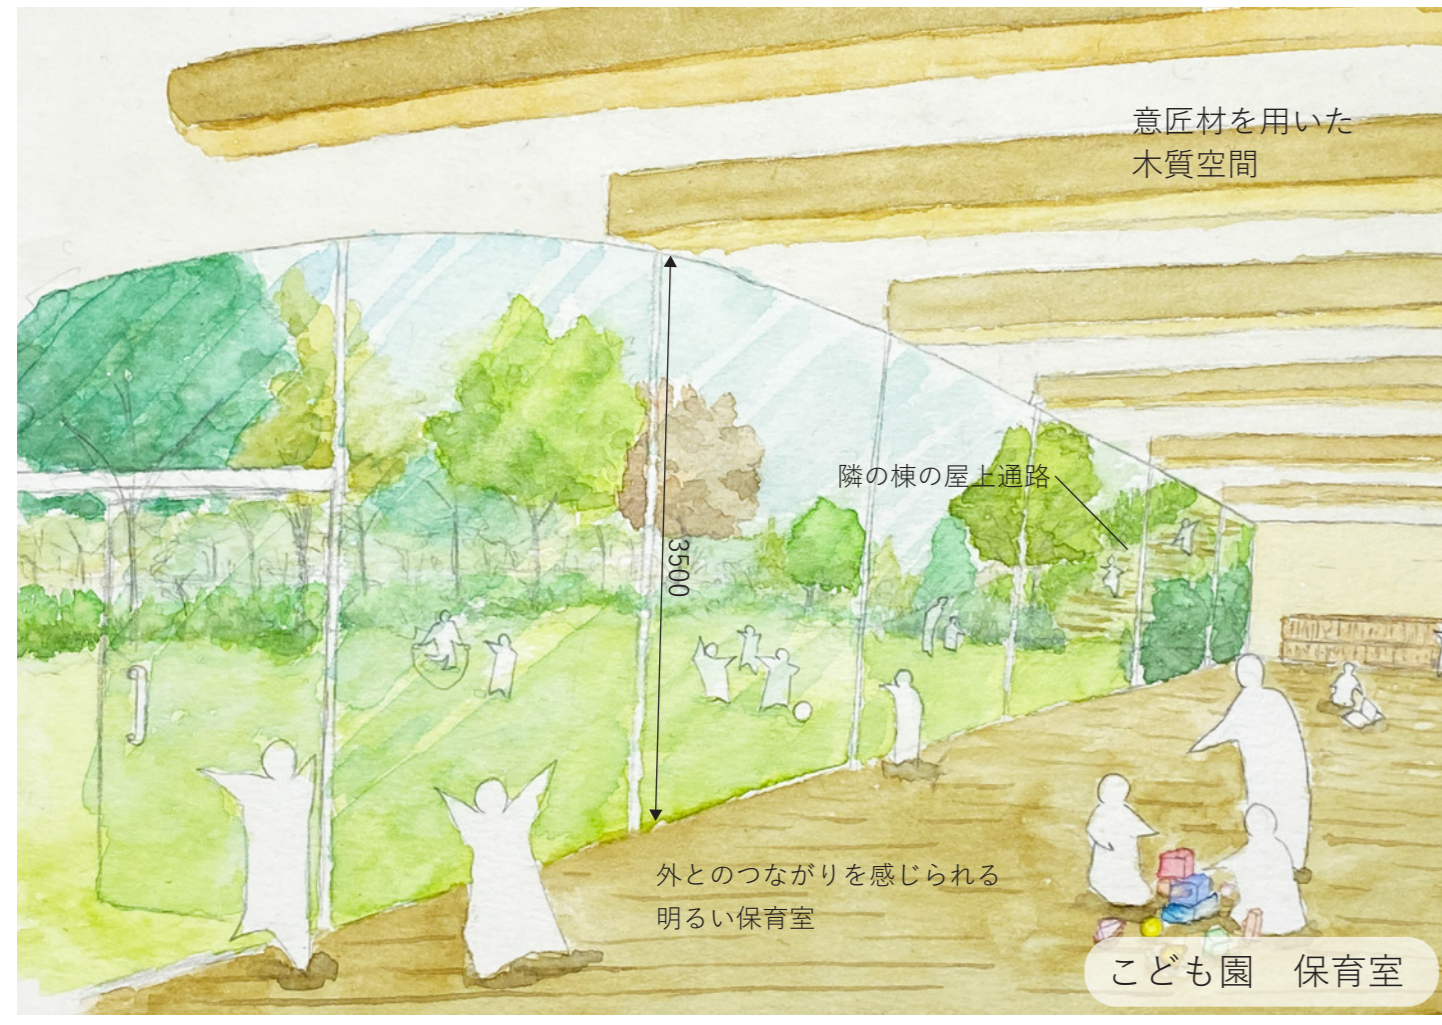 意匠材を用いた
木質空間
隣の棟の屋上通路
3500
外とのつながりを感じられる
明るい保育室
こども園　保育室